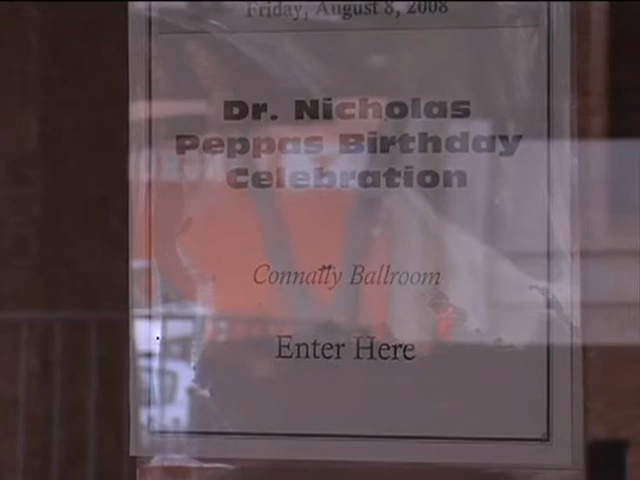 Friday, August 8, 2008
Dr. Nicholas
Peppas Birthday
Celebration
Connally Ballroom
Enter Here